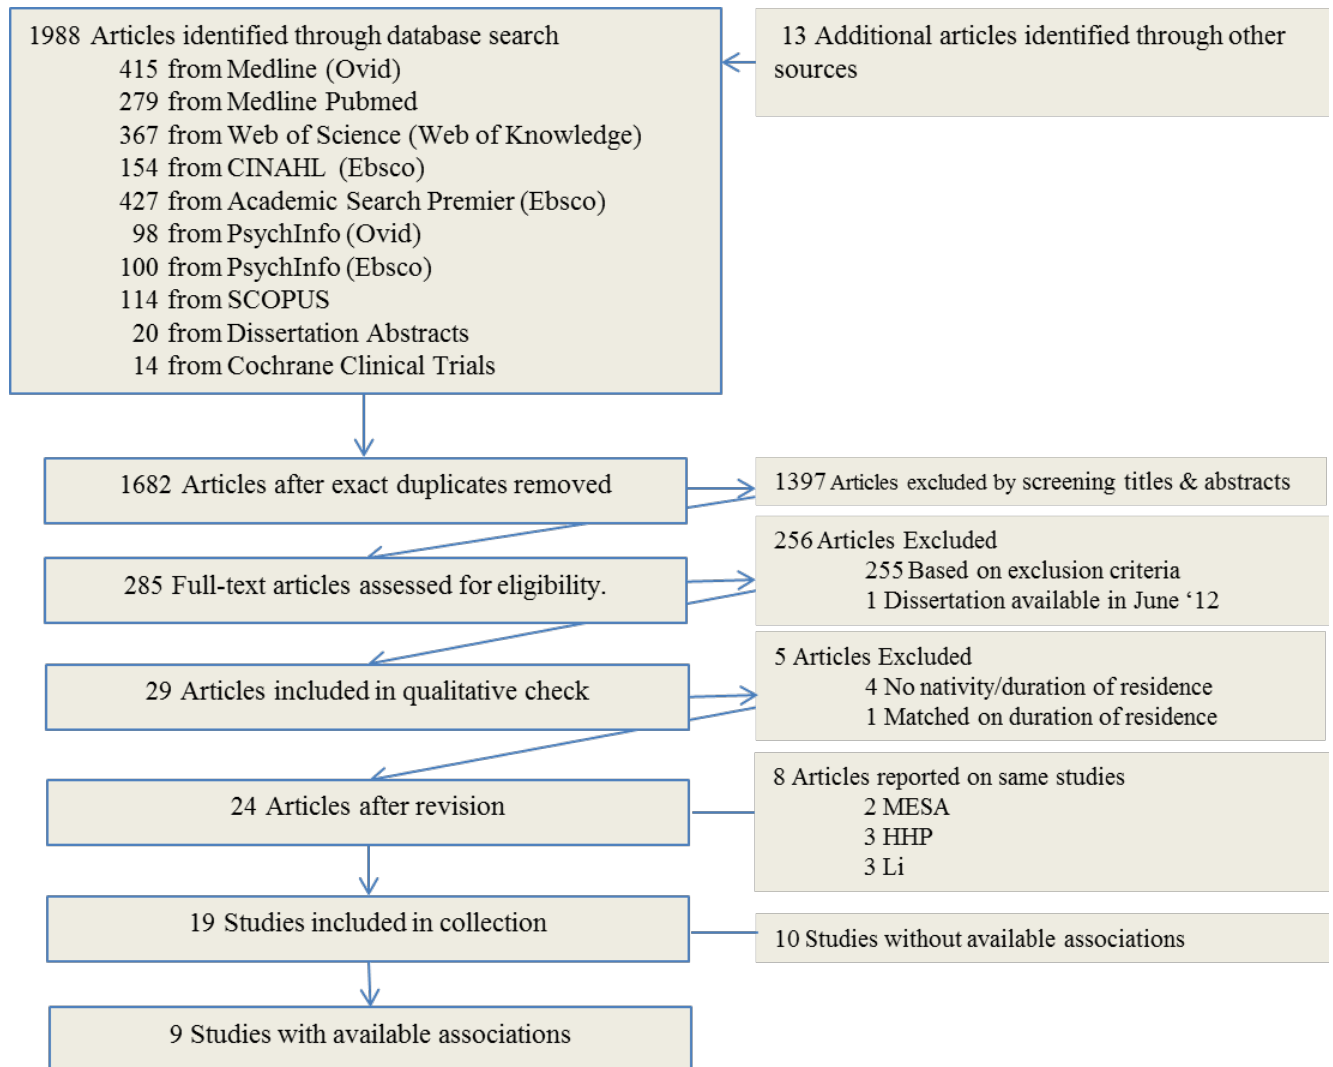 1988 Articles identified through database search
415 from Medline (Ovid)
279 from Medline Pubmed
367 from Web of Science (Web of Knowledge)
154 from CINAHL (Ebsco)
427 from Academic Search Premier (Ebsco)
98 from PsychInfo (Ovid)
100 from PsychInfo (Ebsco)
114 from SCOPUS
20 from Dissertation Abstracts
14 from Cochrane Clinical Trials
13 Additional articles identified through other
sources
1682 Articles after exact duplicates removed
1397 Articles excluded by screening titles & abstracts
285 Full-text articles assessed for eligibility.
256 Articles Excluded
255 Based on exclusion criteria
1 Dissertation available in June ‘12
29 Articles included in qualitative check
5 Articles Excluded
4 No nativity/duration of residence
1 Matched on duration of residence
24 Articles after revision
8 Articles reported on same studies
2 MESA
3 HHP
3 Li
19 Studies included in collection
10 Studies without available associations
9 Studies with available associations